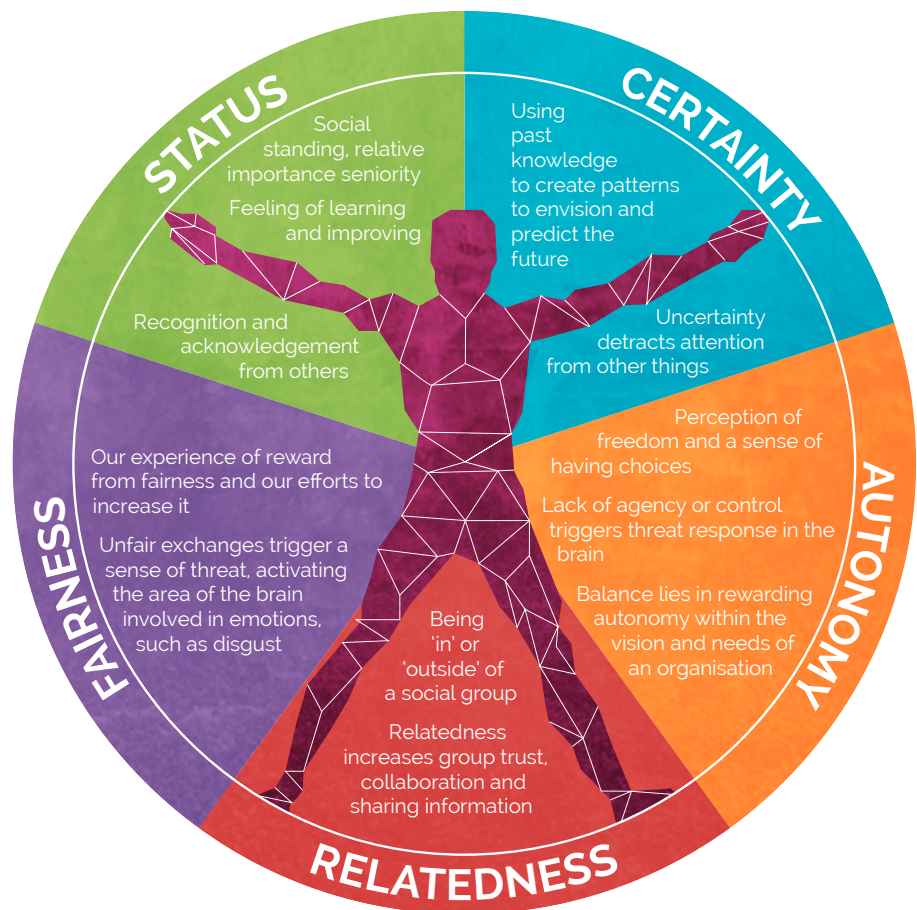 STATUS
Social
standing, relative
importance seniority
Feeling of learning
and improving
Recognition and
acknowledgement
from others
CERTAINTY
Using
past
knowledge
to create patterns
to envision and
predict the
future
Uncertainty
detracts attention
from other things
AUTONOMY
Perception of
freedom and a sense of
having choices
Lack of agency or control
triggers threat response in the
brain
Balance lies in rewarding
autonomy within the
vision and needs of
an organisation
RELATEDNESS
Being
'in' or
'outside' of
a social group
Relatedness
increases group trust,
collaboration and
sharing information
FAIRNESS
Our experience of reward
from fairness and our efforts to
increase it
Unfair exchanges trigger a
sense of threat, activating
the area of the brain
involved in emotions,
such as disgust